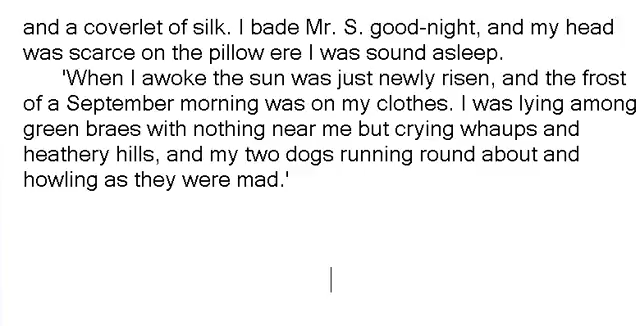 and a coverlet of silk. I bade Mr. S. good-night, and my head
was scarce on the pillow ere I was sound asleep.
'When I awoke the sun was just newly risen, and the frost
of a September morning was on my clothes. I was lying among
green braes with nothing near me but crying whaups and
heathery hills, and my two dogs running round about and
howling as they were mad.'